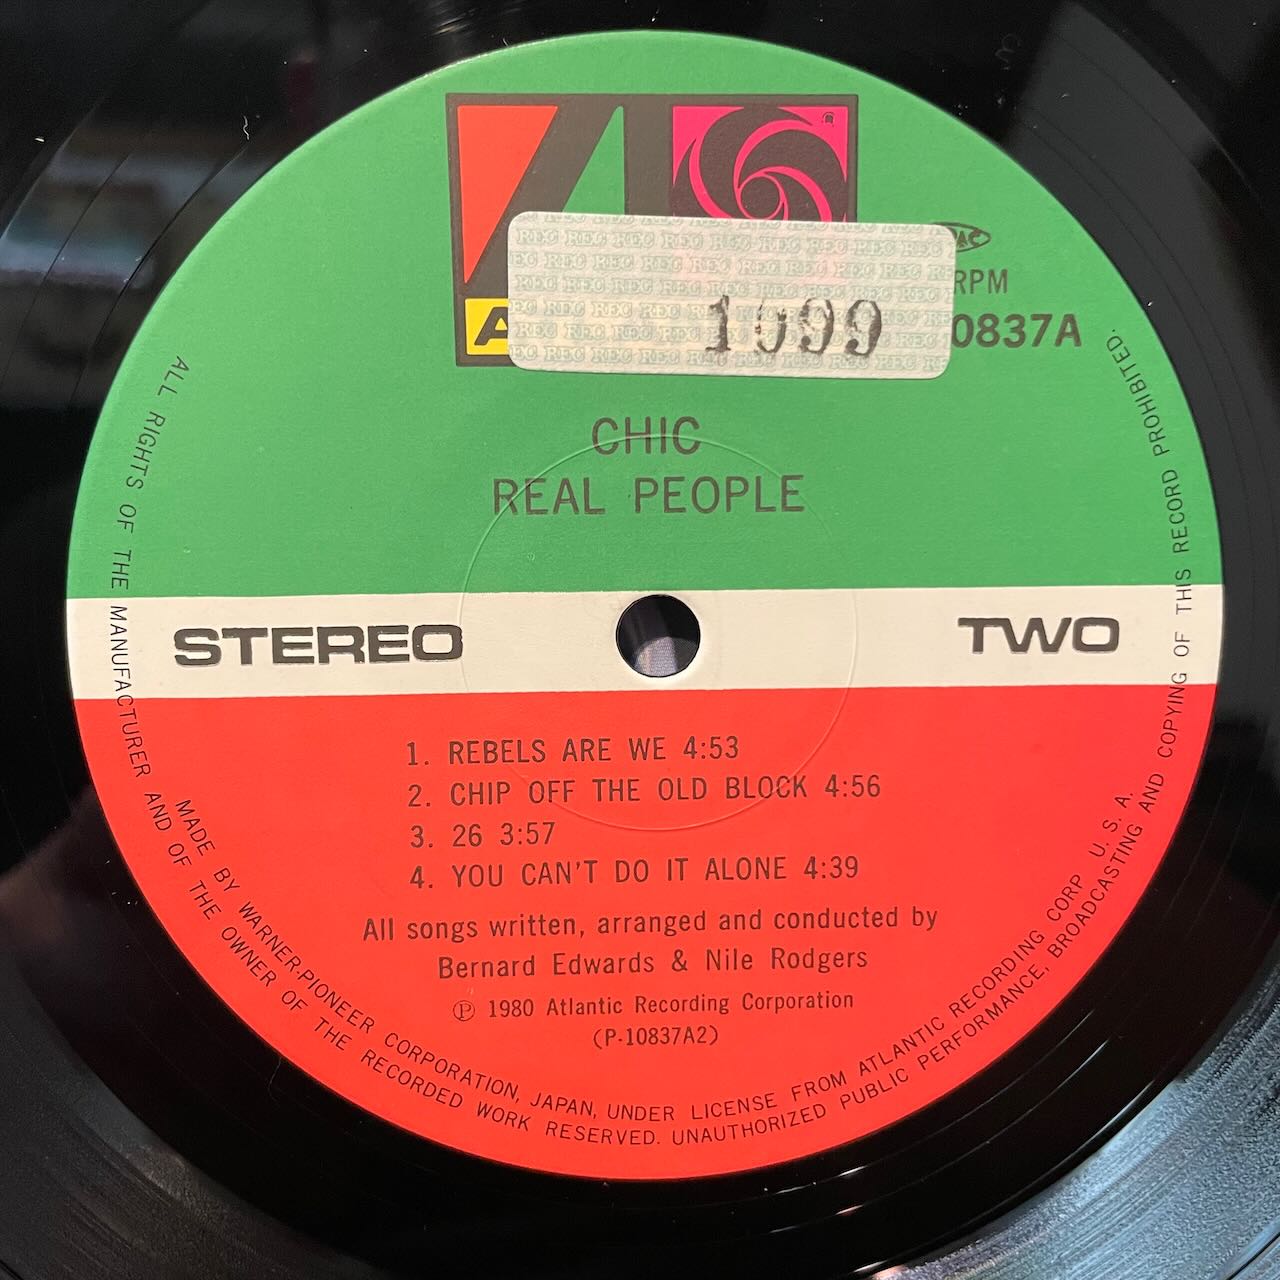 REC REC REC REC REC REC REC REC REC
1099
RPM
0837A
CHIC
REAL PEOPLE
STEREO
TWO
1. REBELS ARE WE 4:53
2. CHIP OFF THE OLD BLOCK 4:56
3. 26 3:57
4. YOU CAN'T DO IT ALONE 4:39
All songs written, arranged and conducted by
Bernard Edwards & Nile Rodgers
Ⓟ 1980 Atlantic Recording Corporation
(P-10837A2)
MADE BY WARNER-PIONEER CORPORATION, JAPAN, UNDER LICENSE FROM ATLANTIC RECORDING CORP U. S. A.
ALL RIGHTS OF THE MANUFACTURER AND OF THE OWNER OF THE RECORDED WORK RESERVED. UNAUTHORIZED PUBLIC PERFORMANCE, BROADCASTING AND COPYING OF THIS RECORD PROHIBITED.